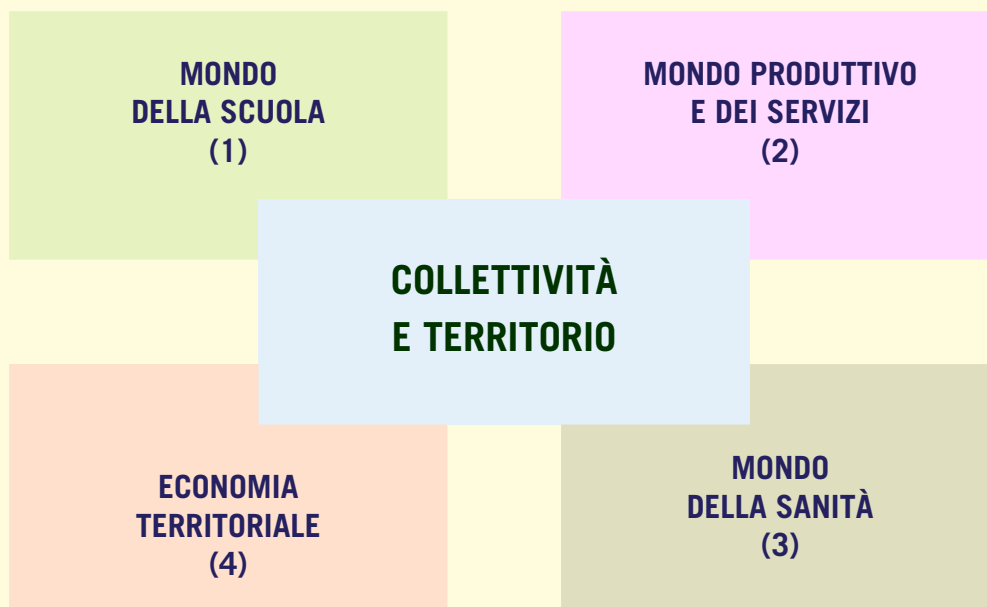 MONDO
DELLA SCUOLA
(1)
MONDO PRODUTTIVO
E DEI SERVIZI
(2)
COLLETTIVITÀ
E TERRITORIO
ECONOMIA
TERRITORIALE
(4)
MONDO
DELLA SANITÀ
(3)